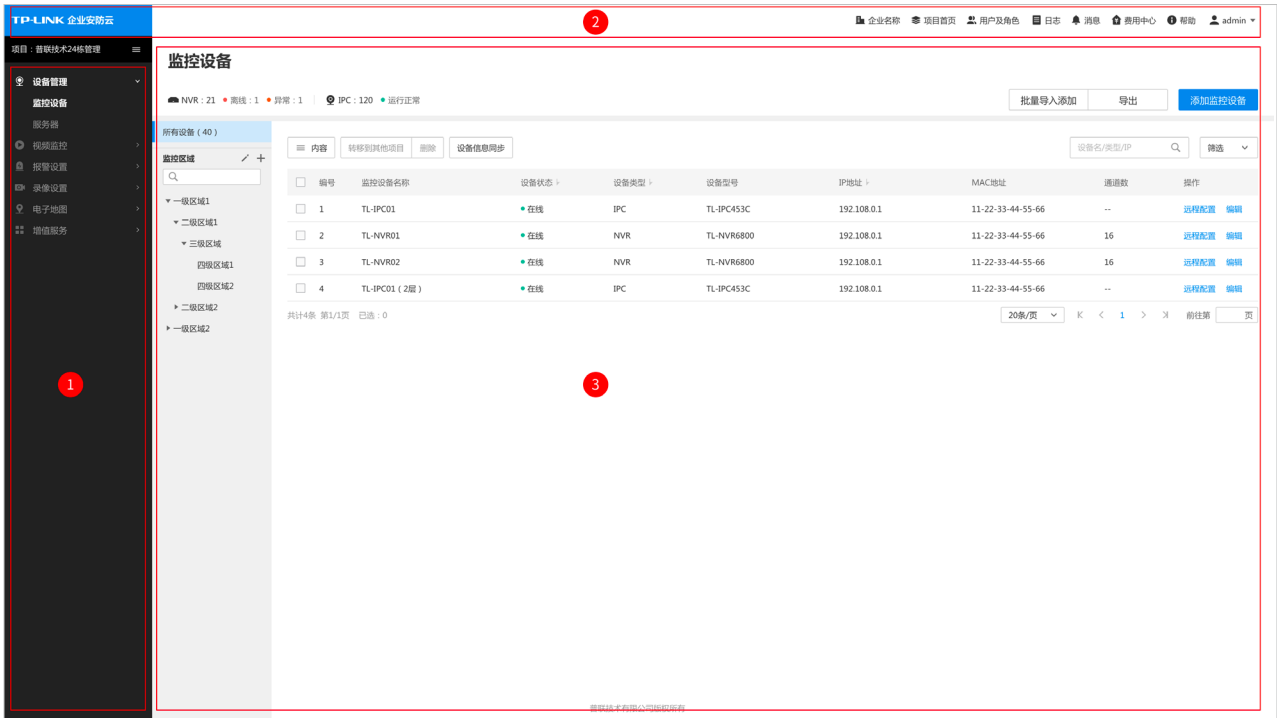 TP-LINK 企业安防云
2
企业名称 项目首页 用户及角色 日志 消息 费用中心 帮助 admin
项目：普联技术24栋管理
设备管理
监控设备
服务器
视频监控
报警设置
录像设置
电子地图
增值服务
1
监控设备
NVR：21 离线：1 异常：1 IPC：120 运行正常
批量导入添加 导出 添加监控设备
所有设备（40）
监控区域
一级区域1
二级区域1
三级区域
四级区域1
四级区域2
二级区域2
一级区域2
内容 转移到其他项目 删除 设备信息同步 设备名/类型/IP 筛选
编号 监控设备名称 设备状态 设备类型 设备型号 IP地址 MAC地址 通道数 操作
1 TL-IPC01 在线 IPC TL-IPC453C 192.108.0.1 11-22-33-44-55-66 -- 远程配置 编辑
2 TL-NVR01 在线 NVR TL-NVR6800 192.108.0.1 11-22-33-44-55-66 16 远程配置 编辑
3 TL-NVR02 在线 NVR TL-NVR6800 192.108.0.1 11-22-33-44-55-66 16 远程配置 编辑
4 TL-IPC01（2层） 在线 IPC TL-IPC453C 192.108.0.1 11-22-33-44-55-66 -- 远程配置 编辑
共计4条 第1/1页 已选：0 20条/页 1 前往第 页
3
普联技术有限公司版权所有